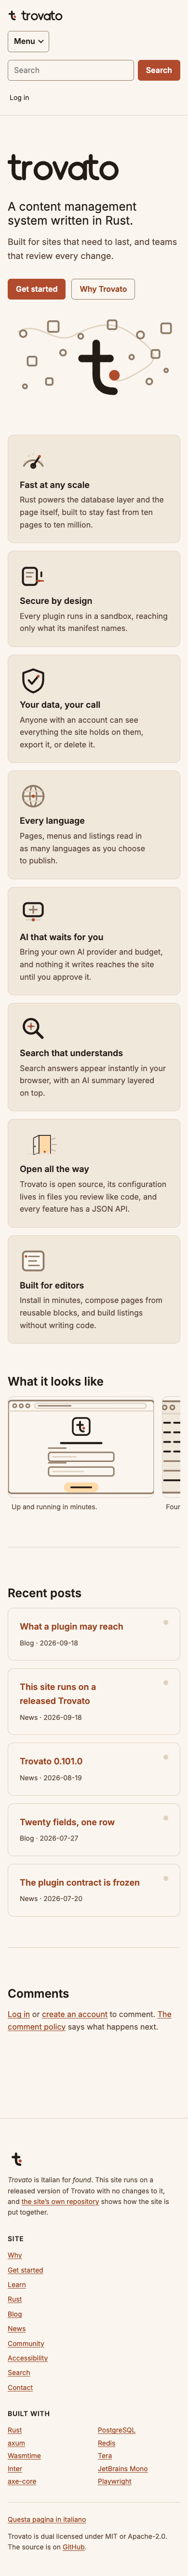 trovato
Menu
Search
Search
Log in
trovato
A content management
system written in Rust.
Built for sites that need to last, and teams
that review every change.
Get started
Why Trovato
Fast at any scale
Rust powers the database layer and the
page itself, built to stay fast from ten
pages to ten million.
Secure by design
Every plugin runs in a sandbox, reaching
only what its manifest names.
Your data, your call
Anyone with an account can see
everything the site holds on them,
export it, or delete it.
Every language
Pages, menus and listings read in
as many languages as you choose
to publish.
AI that waits for you
Bring your own AI provider and budget,
and nothing it writes reaches the site
until you approve it.
Search that understands
Search answers appear instantly in your
browser, with an AI summary layered
on top.
Open all the way
Trovato is open source, its configuration
lives in files you review like code, and
every feature has a JSON API.
Built for editors
Install in minutes, compose pages from
reusable blocks, and build listings
without writing code.
What it looks like
Up and running in minutes.
Four
Recent posts
What a plugin may reach
Blog · 2026-09-18
This site runs on a
released Trovato
News · 2026-09-18
Trovato 0.101.0
News · 2026-08-19
Twenty fields, one row
Blog · 2026-07-27
The plugin contract is frozen
News · 2026-07-20
Comments
Log in or create an account to comment. The
comment policy says what happens next.
Trovato is Italian for found. This site runs on a
released version of Trovato with no changes to it,
and the site's own repository shows how the site is
put together.
SITE
Why
Get started
Learn
Rust
Blog
News
Community
Accessibility
Search
Contact
BUILT WITH
Rust
PostgreSQL
axum
Redis
Wasmtime
Tera
Inter
JetBrains Mono
axe-core
Playwright
Questa pagina in italiano
Trovato is dual licensed under MIT or Apache-2.0.
The source is on GitHub.